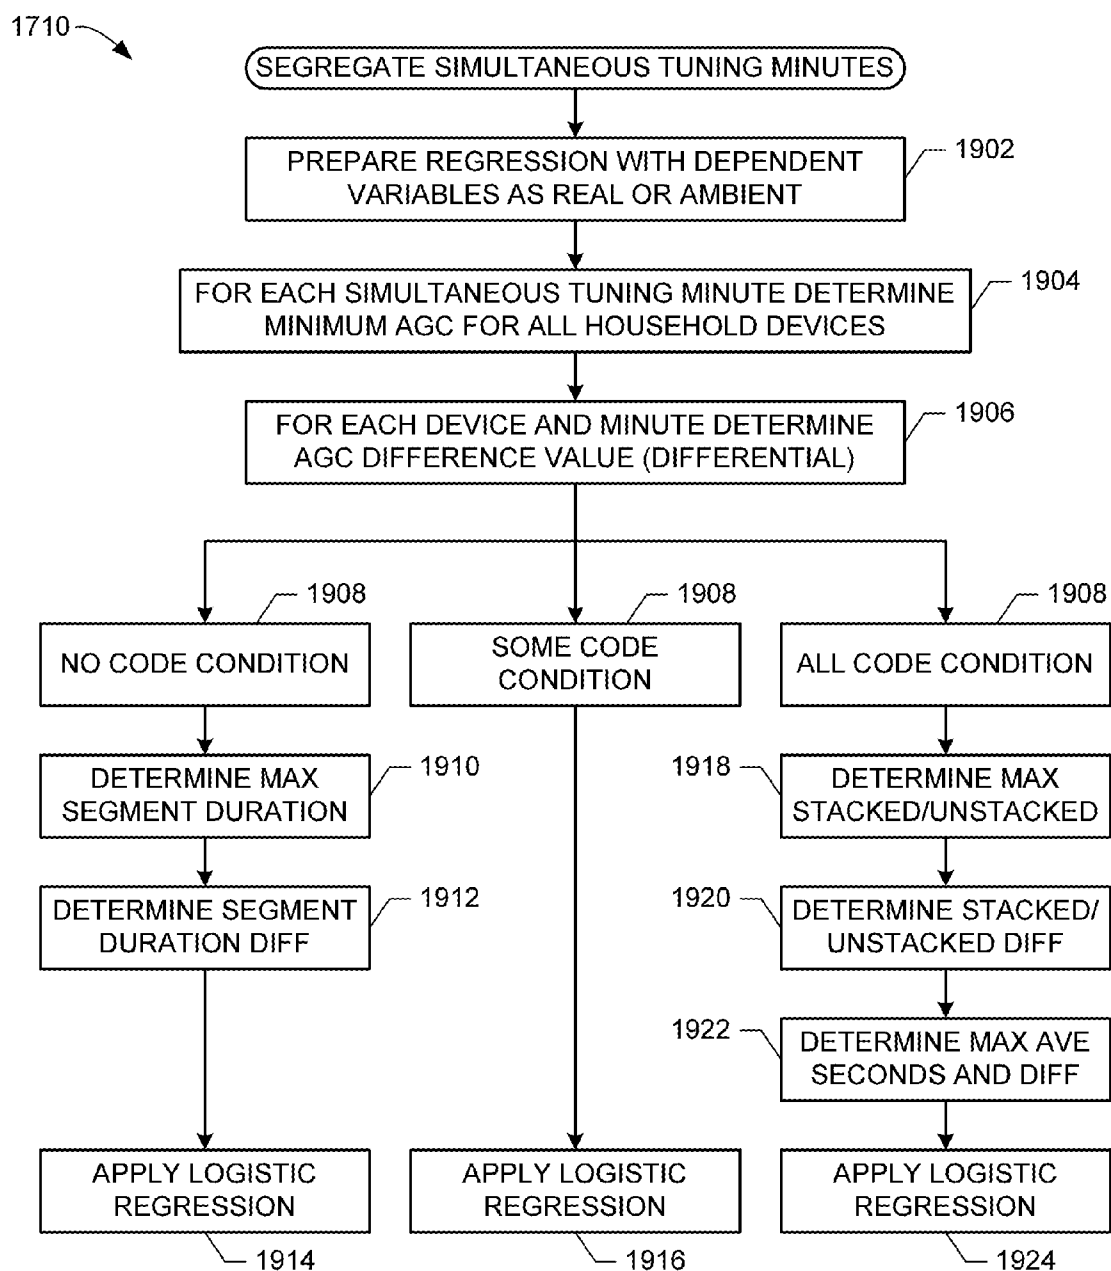 1710
SEGREGATE SIMULTANEOUS TUNING MINUTES
1902
PREPARE REGRESSION WITH DEPENDENT
VARIABLES AS REAL OR AMBIENT
1904
FOR EACH SIMULTANEOUS TUNING MINUTE DETERMINE
MINIMUM AGC FOR ALL HOUSEHOLD DEVICES
1906
FOR EACH DEVICE AND MINUTE DETERMINE
AGC DIFFERENCE VALUE (DIFFERENTIAL)
1908
NO CODE CONDITION
1910
DETERMINE MAX
SEGMENT DURATION
1912
DETERMINE SEGMENT
DURATION DIFF
APPLY LOGISTIC
REGRESSION
1914
1908
SOME CODE
CONDITION
APPLY LOGISTIC
REGRESSION
1916
1908
ALL CODE CONDITION
1918
DETERMINE MAX
STACKED/UNSTACKED
1920
DETERMINE STACKED/
UNSTACKED DIFF
1922
DETERMINE MAX AVE
SECONDS AND DIFF
APPLY LOGISTIC
REGRESSION
1924